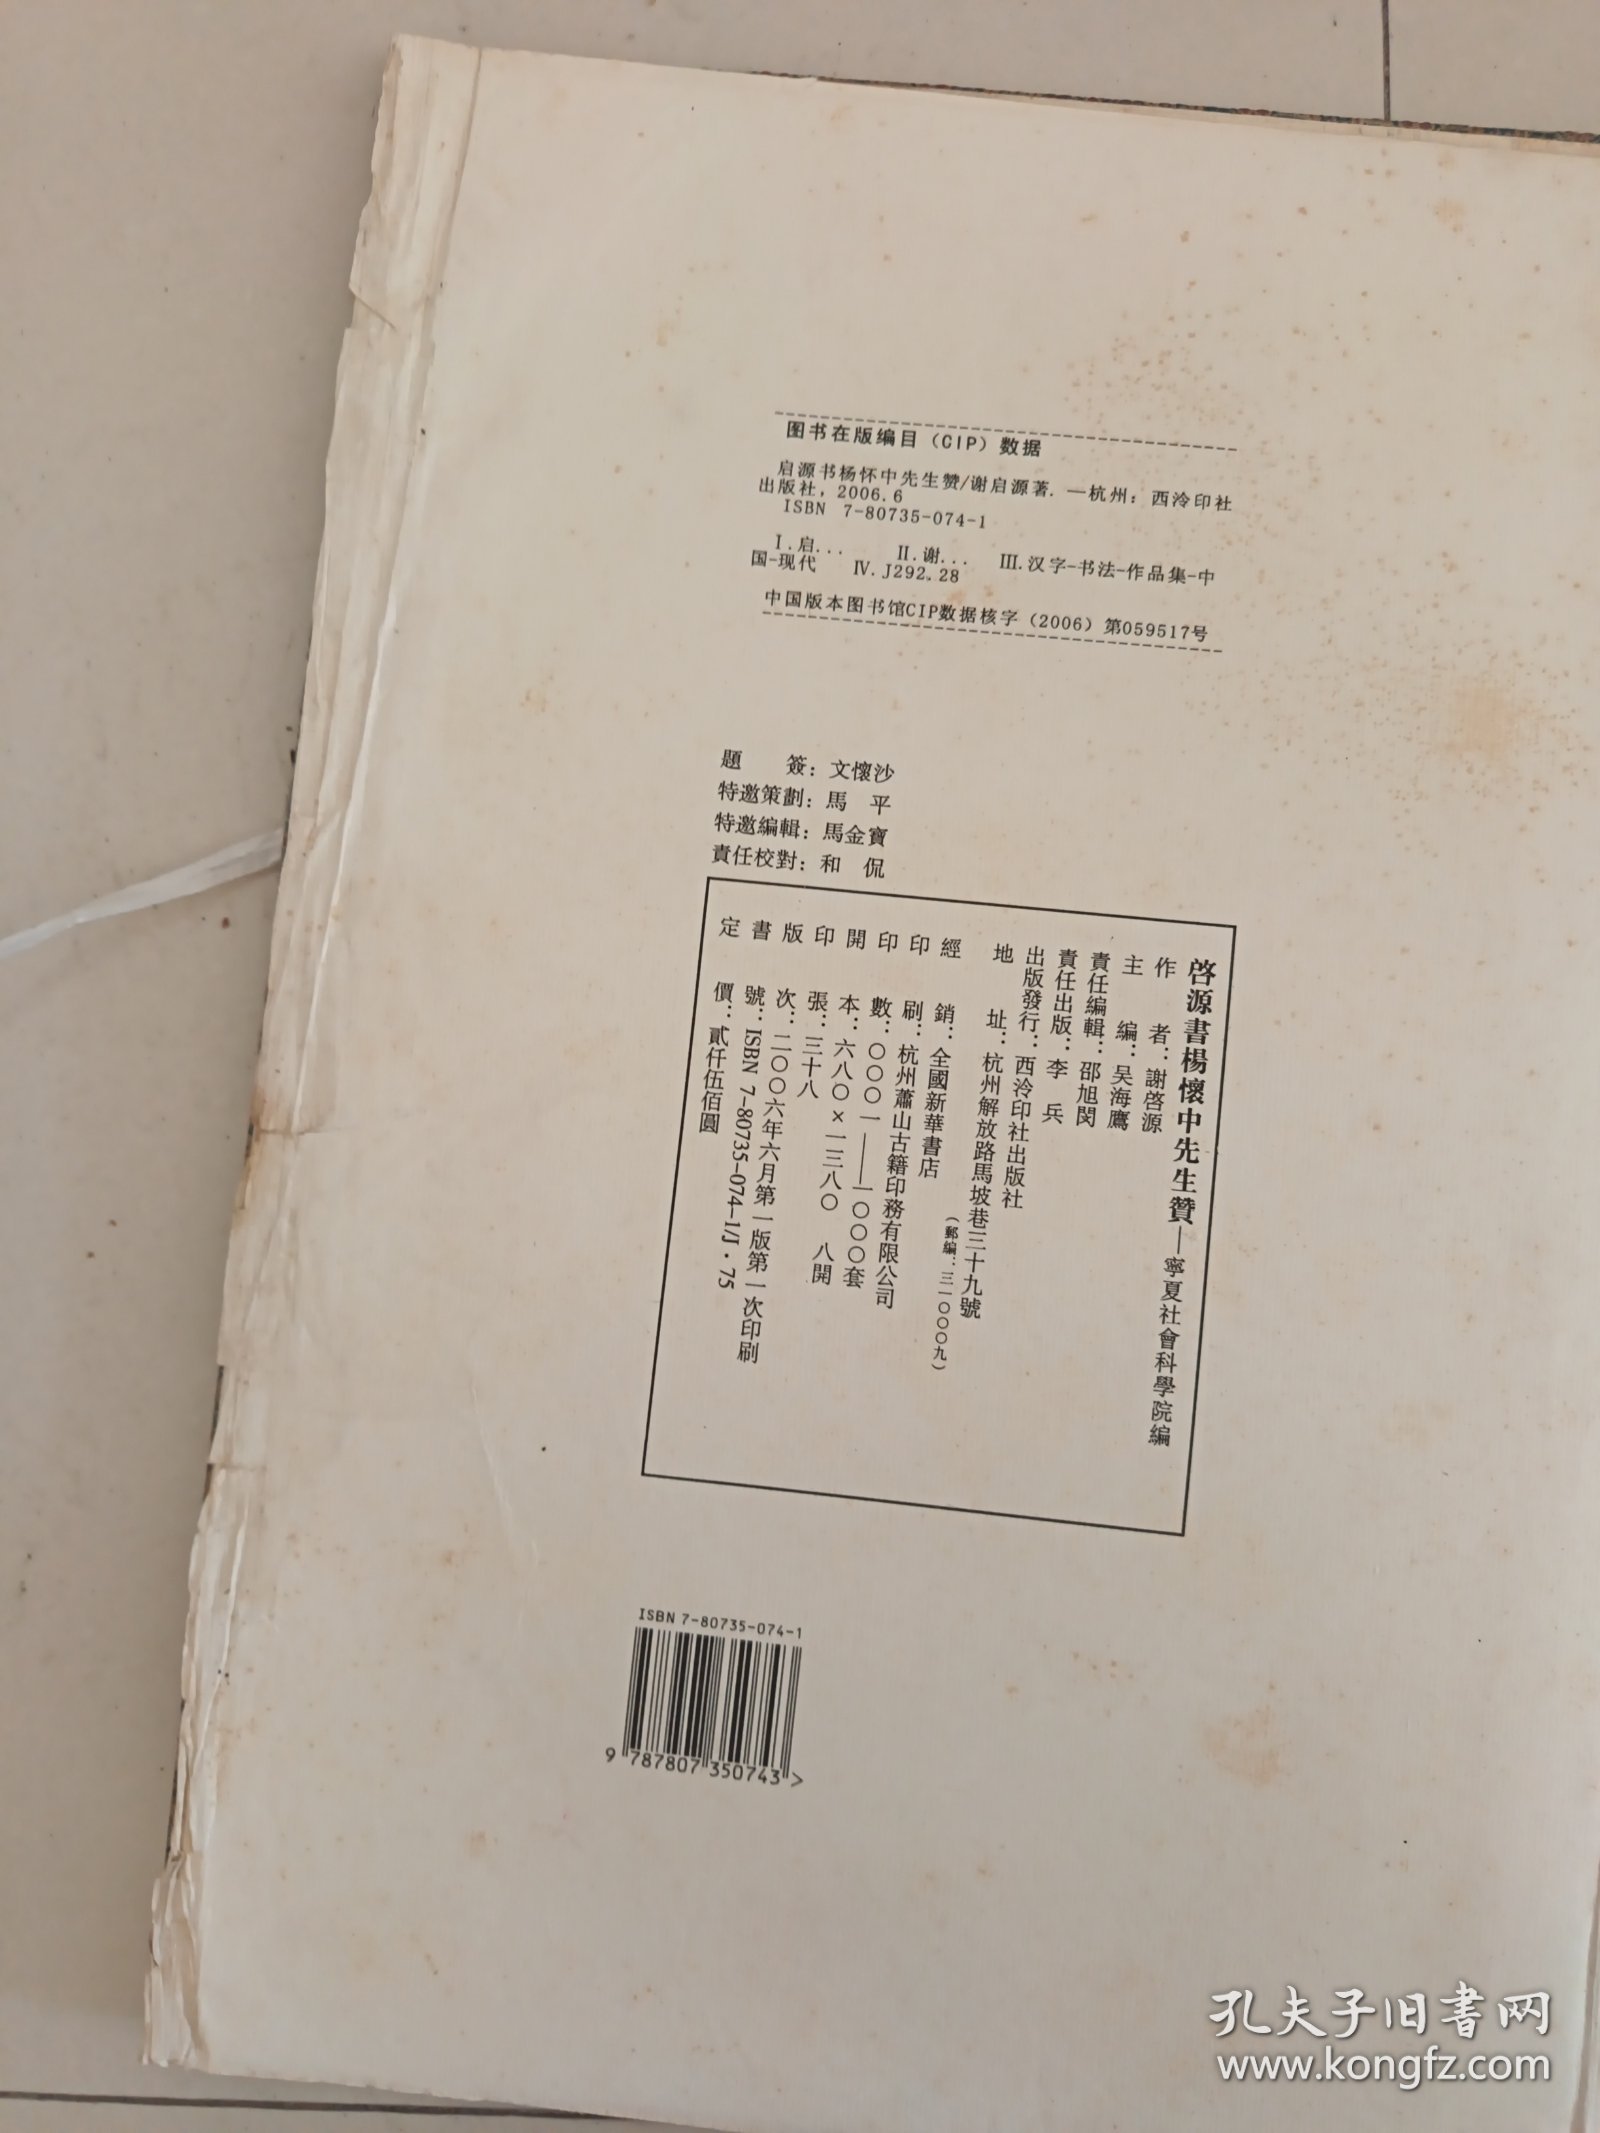 图书在版编目（CIP）数据
启源书杨怀中先生赞/谢启源著. —杭州：西泠印社
出版社，2006.6
ISBN 7-80735-074-1
Ⅰ.启... Ⅱ.谢... Ⅲ.汉字-书法-作品集-中
国-现代 Ⅳ.J292.28
中国版本图书馆CIP数据核字（2006）第059517号
題 簽：文懷沙
特邀策劃：馬 平
特邀編輯：馬金寶
責任校對：和 侃
啓源書楊懷中先生贊—寧夏社會科學院編
作 者：謝啓源
主 編：吴海鷹
責任編輯：邵旭閔
責任出版：李 兵
出版發行：西泠印社出版社
地 址：杭州解放路馬坡巷三十九號
（郵編：三一〇〇〇九）
經 銷：全國新華書店
印 刷：杭州蕭山古籍印務有限公司
印 數：〇〇〇一——一〇〇〇套
開 本：六八〇×一三八〇 八開
印 張：三十八
版 次：二〇〇六年六月第一版第一次印刷
書 號：ISBN 7-80735-074-1/J·75
定 價：貳仟伍佰圓
ISBN 7-80735-074-1
9 787807 350743 >
孔夫子旧书网
www.kongfz.com